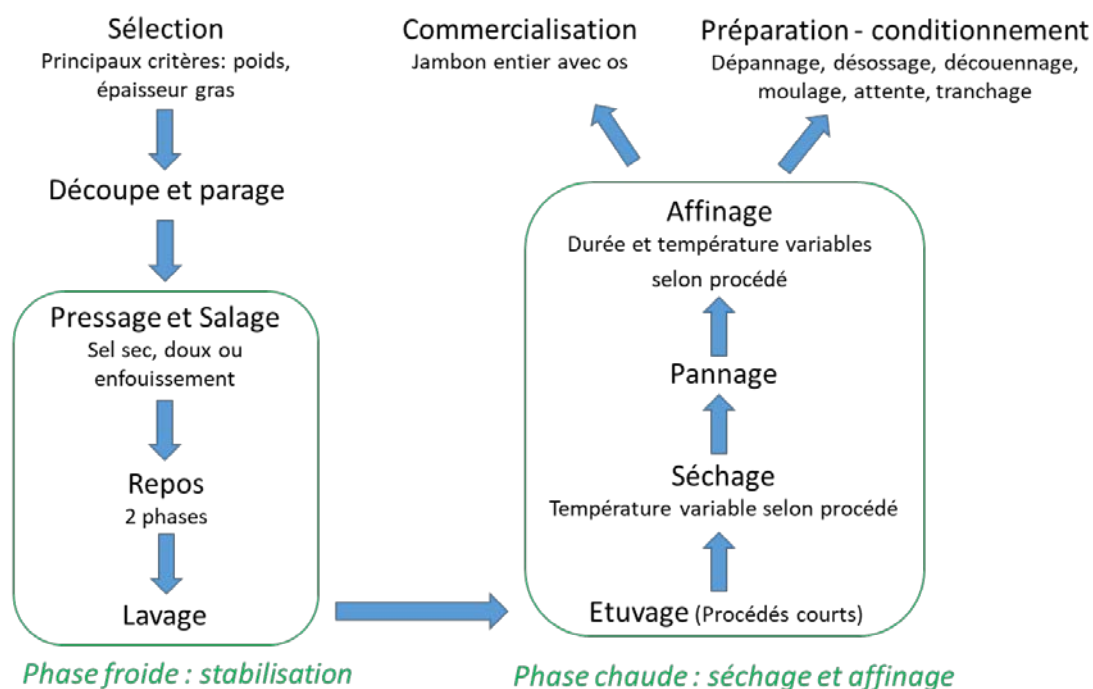 Sélection
Principaux critères: poids,
épaisseur gras
Découpe et parage
Pressage et Salage
Sel sec, doux ou
enfouissement
Repos
2 phases
Lavage
Phase froide : stabilisation
Commercialisation
Jambon entier avec os
Préparation - conditionnement
Dépannage, désossage, découennage,
moulage, attente, tranchage
Affinage
Durée et température variables
selon procédé
Pannage
Séchage
Température variable selon procédé
Etuvage (Procédés courts)
Phase chaude : séchage et affinage